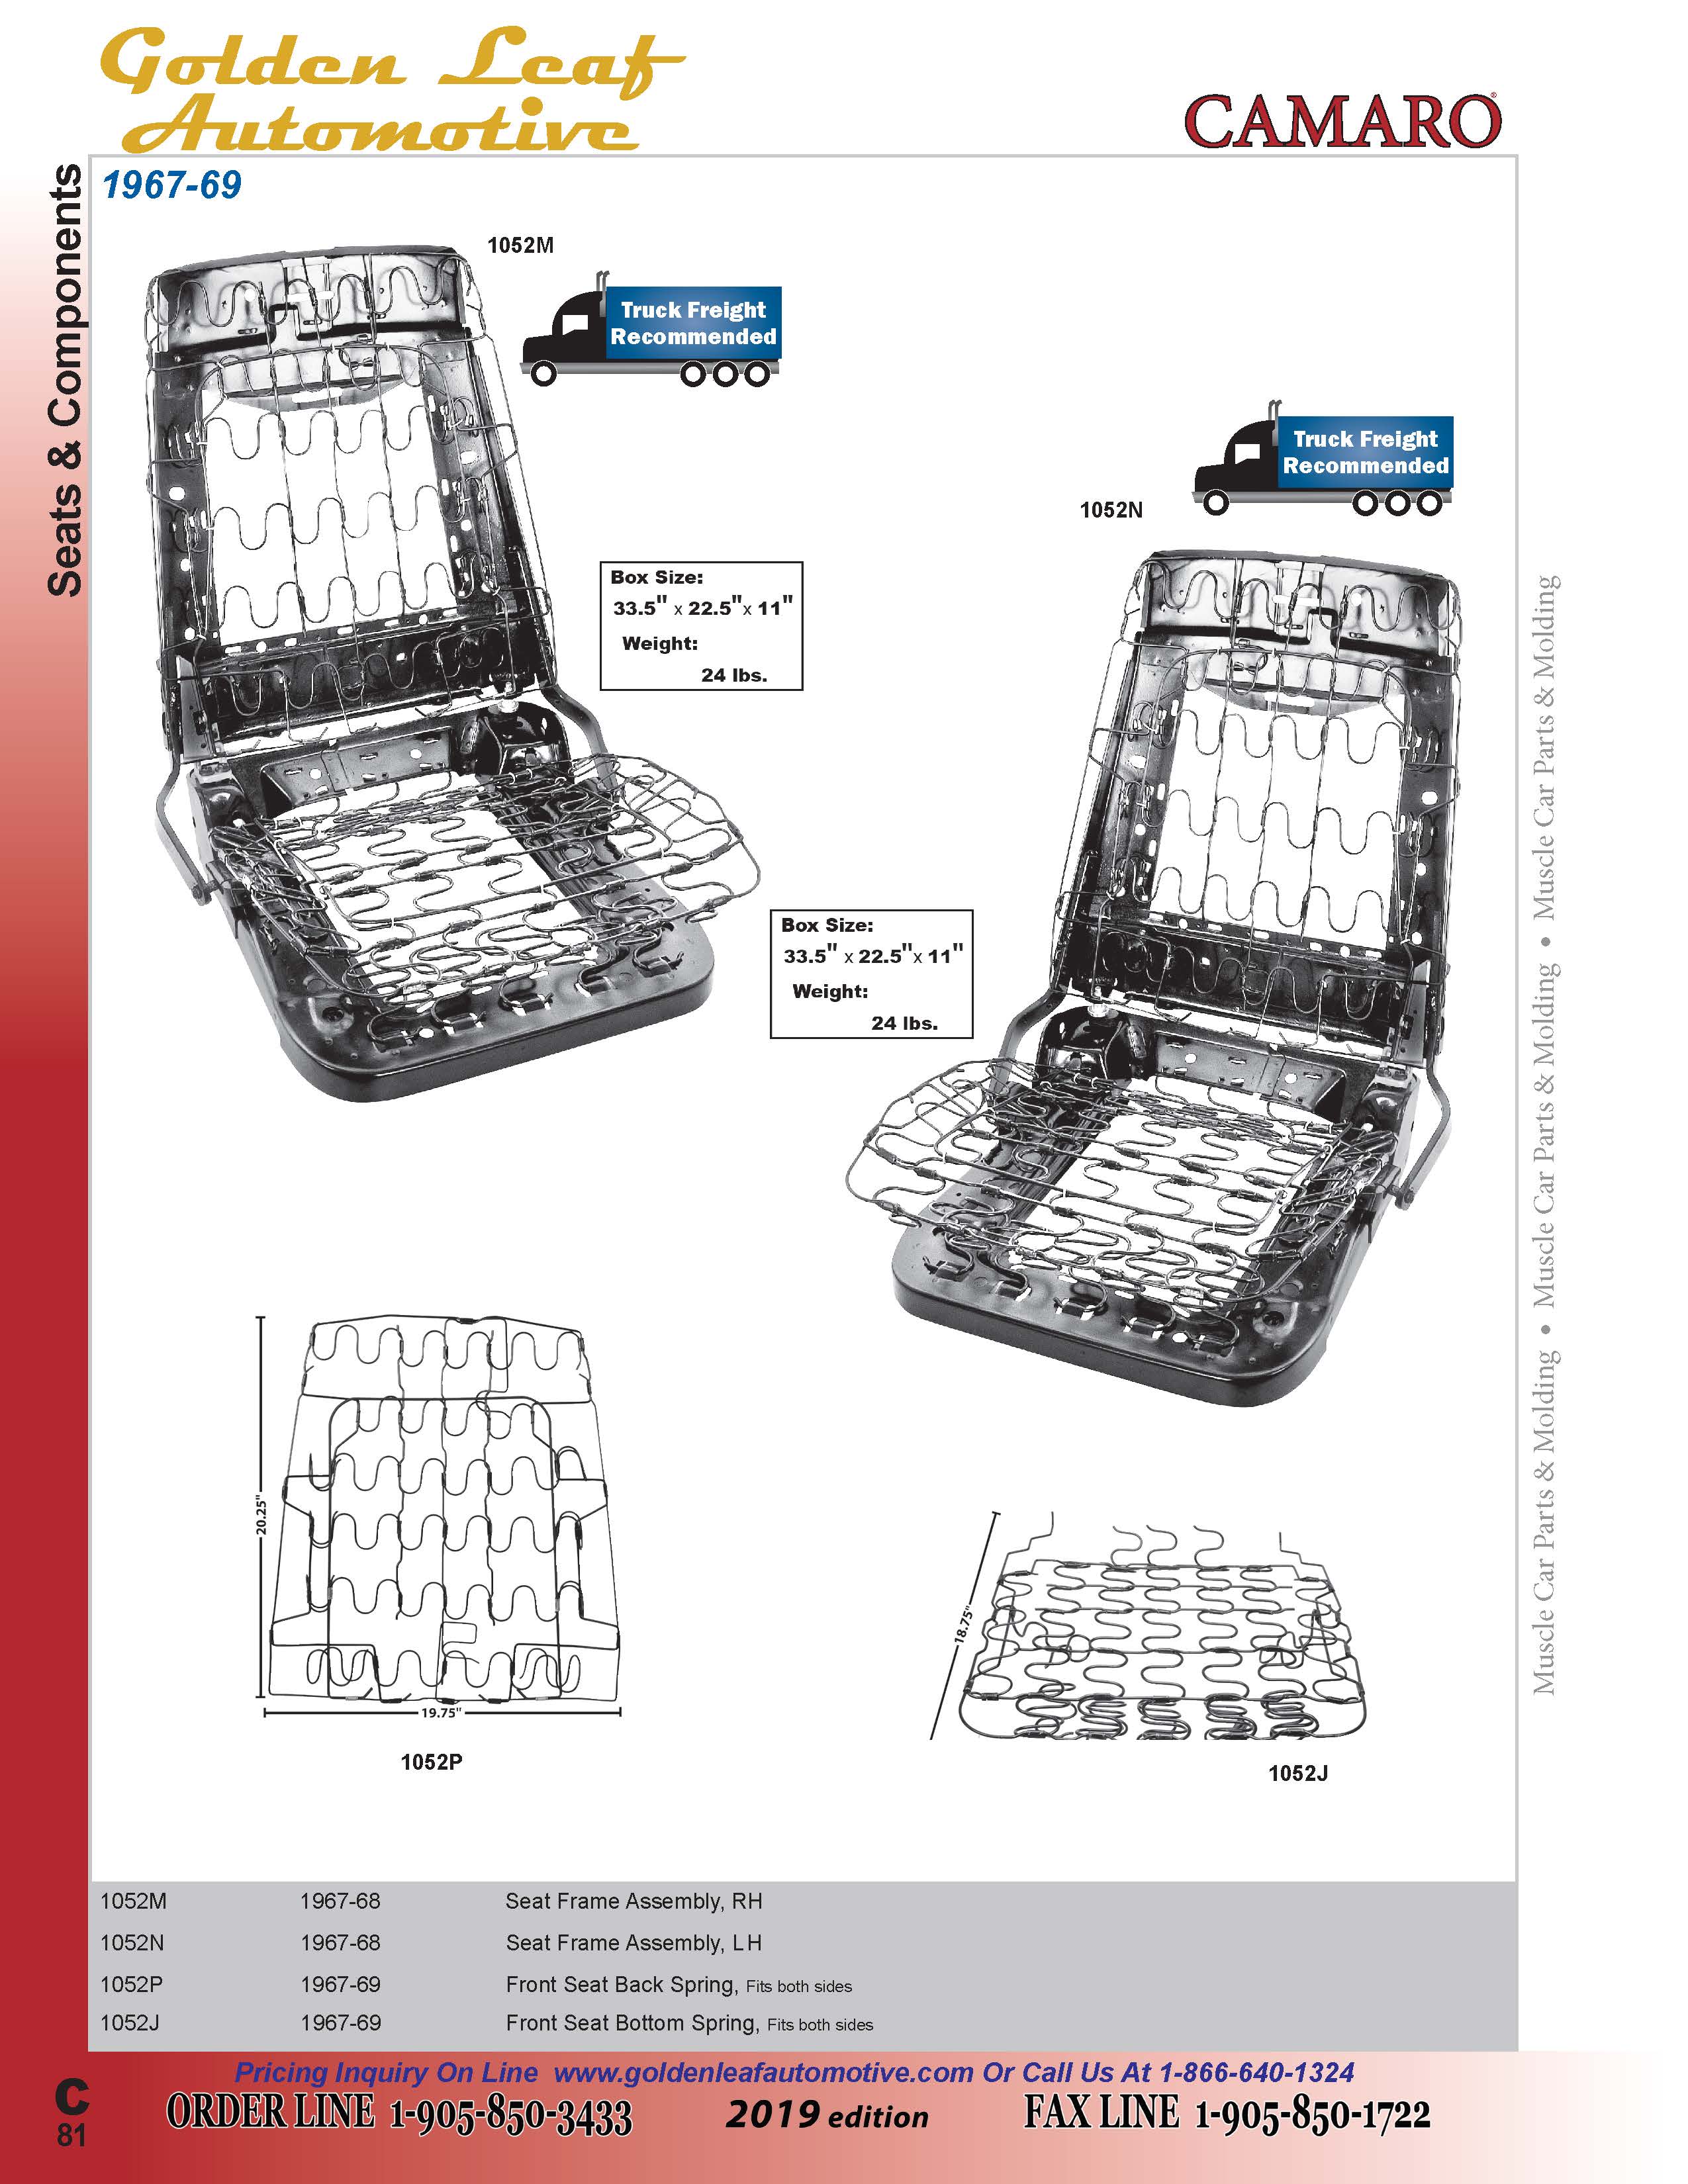 Golden Leaf
Automotive
CAMARO®
Seats & Components
1967-69
1052M
Truck Freight
Recommended
Truck Freight
Recommended
1052N
Box Size:
33.5" x 22.5"x 11"
Weight:
24 lbs.
Box Size:
33.5" x 22.5"x 11"
Weight:
24 lbs.
Muscle Car Parts & Molding • Muscle Car Parts & Molding • Muscle Car Parts & Molding
20.25"
19.75"
1052P
18.75"
1052J
1052M 1967-68 Seat Frame Assembly, RH
1052N 1967-68 Seat Frame Assembly, LH
1052P 1967-69 Front Seat Back Spring, Fits both sides
1052J 1967-69 Front Seat Bottom Spring, Fits both sides
Pricing Inquiry On Line www.goldenleafautomotive.com Or Call Us At 1-866-640-1324
C
81
ORDER LINE 1-905-850-3433
2019 edition
FAX LINE 1-905-850-1722